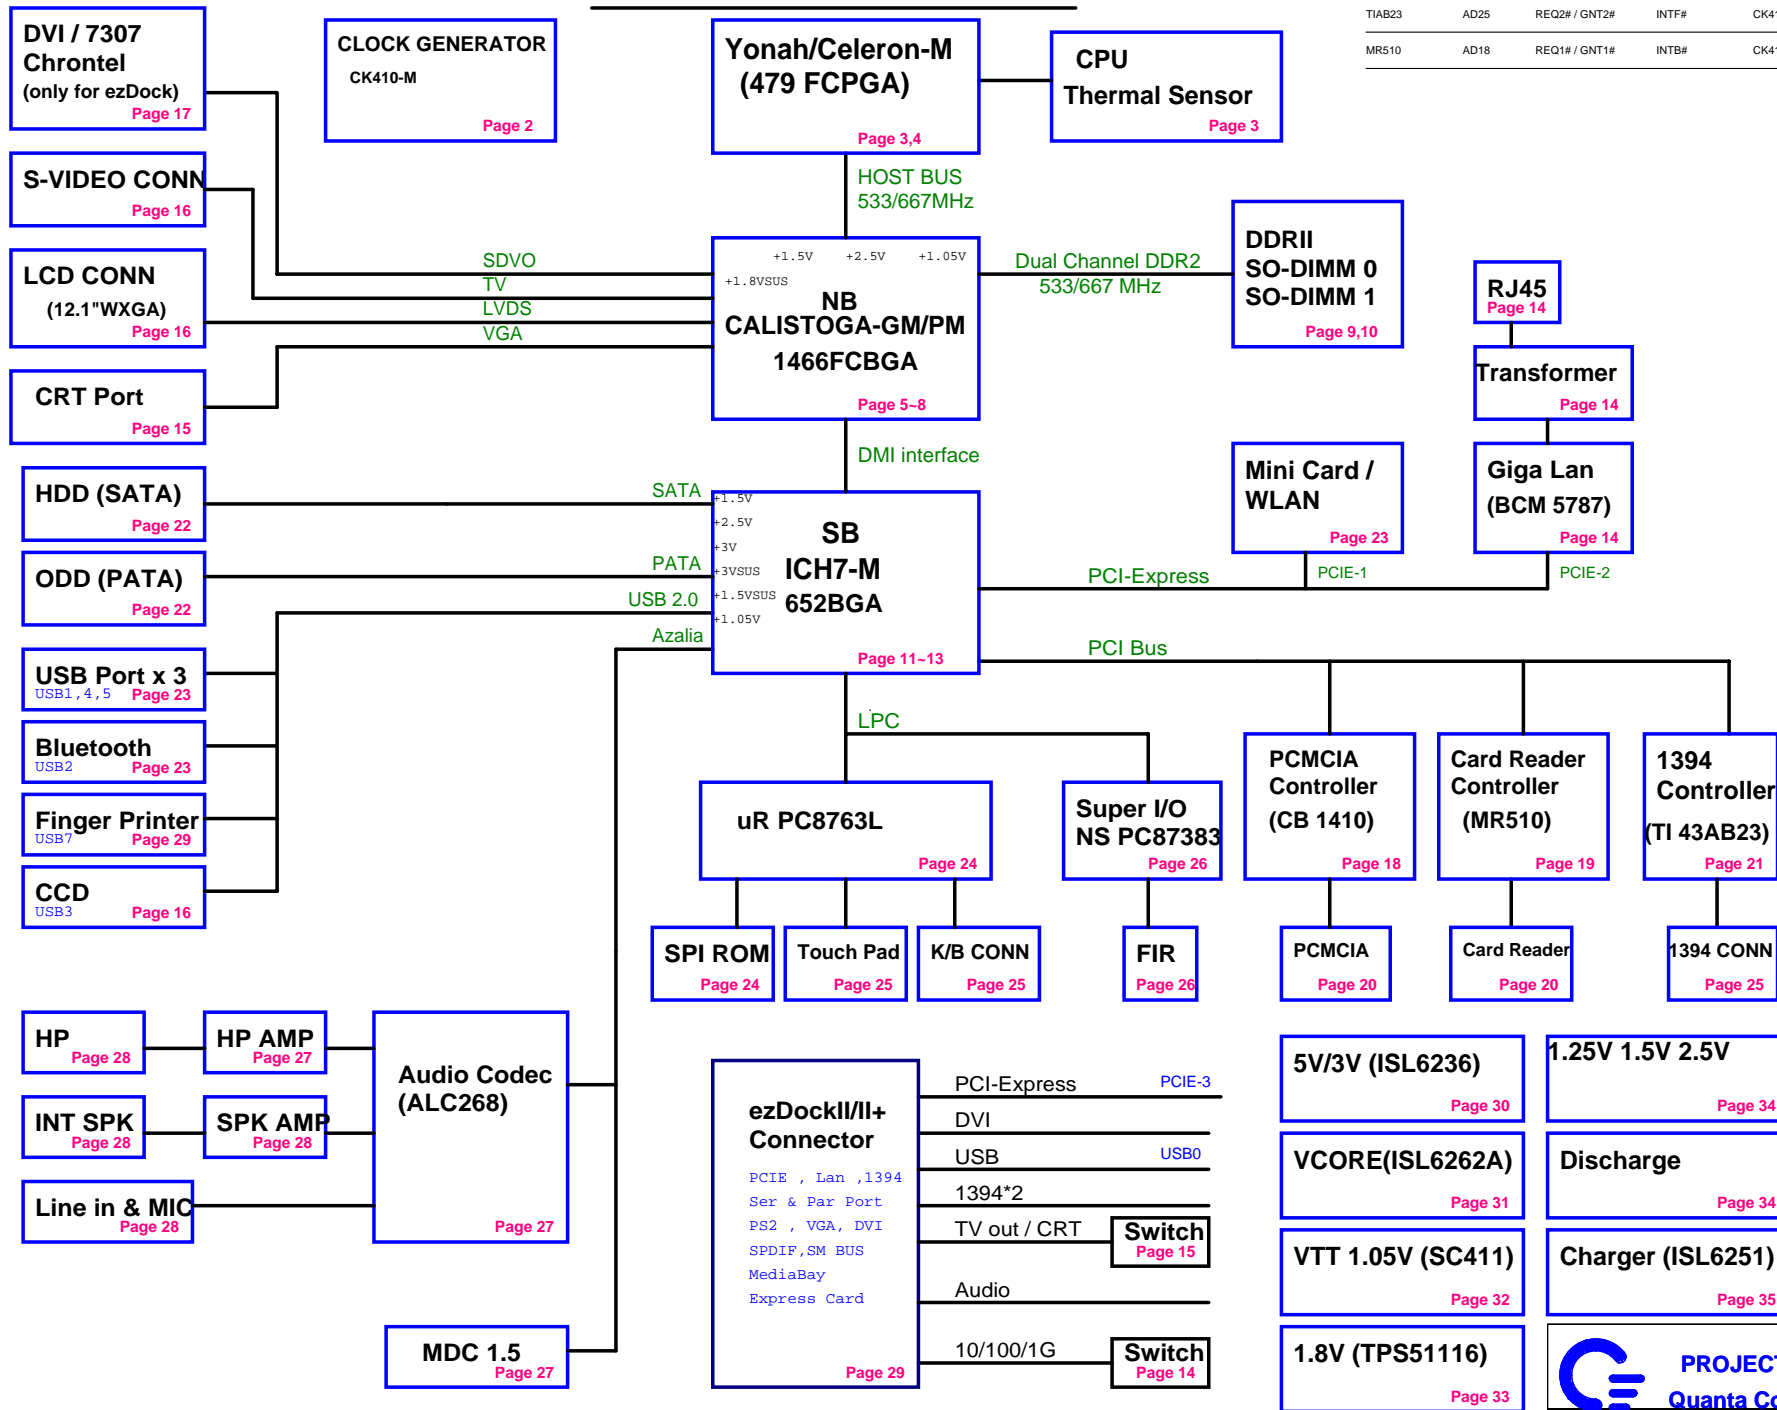 TIAB23 AD25 REQ2# / GNT2# INTF#
MR510 AD18 REQ1# / GNT1# INTB#
DVI / 7307
Chrontel
(only for ezDock)
Page 17
CLOCK GENERATOR
CK410-M
Page 2
Yonah/Celeron-M
(479 FCPGA)
Page 3,4
CPU
Thermal Sensor
Page 3
S-VIDEO CONN
Page 16
HOST BUS
533/667MHz
LCD CONN
(12.1"WXGA)
Page 16
SDVO
TV
LVDS
VGA
+1.5V +2.5V +1.05V
+1.8VSUS
NB
CALISTOGA-GM/PM
1466FCBGA
Page 5~8
Dual Channel DDR2
533/667 MHz
DDRII
SO-DIMM 0
SO-DIMM 1
Page 9,10
RJ45
Page 14
Transformer
Page 14
CRT Port
Page 15
DMI interface
Mini Card /
WLAN
Page 23
Giga Lan
(BCM 5787)
Page 14
HDD (SATA)
Page 22
SATA
ODD (PATA)
Page 22
PATA
USB 2.0
Azalia
+1.5V
+2.5V
+3V
+3VSUS
+1.5VSUS
+1.05V
SB
ICH7-M
652BGA
Page 11~13
PCI-Express
PCIE-1
PCIE-2
PCI Bus
USB Port x 3
USB1,4,5 Page 23
Bluetooth
USB2 Page 23
Finger Printer
USB7 Page 29
CCD
USB3 Page 16
LPC
uR PC8763L
Page 24
Super I/O
NS PC87383
Page 26
PCMCIA
Controller
(CB 1410)
Page 18
Card Reader
Controller
(MR510)
Page 19
1394
Controller
(TI 43AB23)
Page 21
SPI ROM
Page 24
Touch Pad
Page 25
K/B CONN
Page 25
FIR
Page 26
PCMCIA
Page 20
Card Reader
Page 20
1394 CONN
Page 25
HP
Page 28
HP AMP
Page 27
INT SPK
Page 28
SPK AMP
Page 28
Line in & MIC
Page 28
Audio Codec
(ALC268)
Page 27
MDC 1.5
Page 27
ezDockII/II+
Connector
PCIE , Lan ,1394
Ser & Par Port
PS2 , VGA, DVI
SPDIF,SM BUS
MediaBay
Express Card
Page 29
PCI-Express PCIE-3
DVI
USB USB0
1394*2
TV out / CRT
Switch
Page 15
Audio
10/100/1G
Switch
Page 14
5V/3V (ISL6236)
Page 30
1.25V 1.5V 2.5V
Page 34
VCORE(ISL6262A)
Page 31
Discharge
Page 34
VTT 1.05V (SC411)
Page 32
Charger (ISL6251)
Page 35
1.8V (TPS51116)
Page 33
PROJECT
Quanta